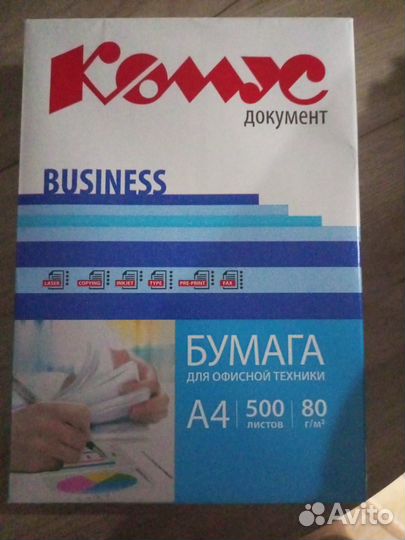 Комус
документ
BUSINESS
LASER COPYING INKJET TYPE PRE-PRINT FAX
БУМАГА
ДЛЯ ОФИСНОЙ ТЕХНИКИ
А4 500 листов 80 г/м²
Avito